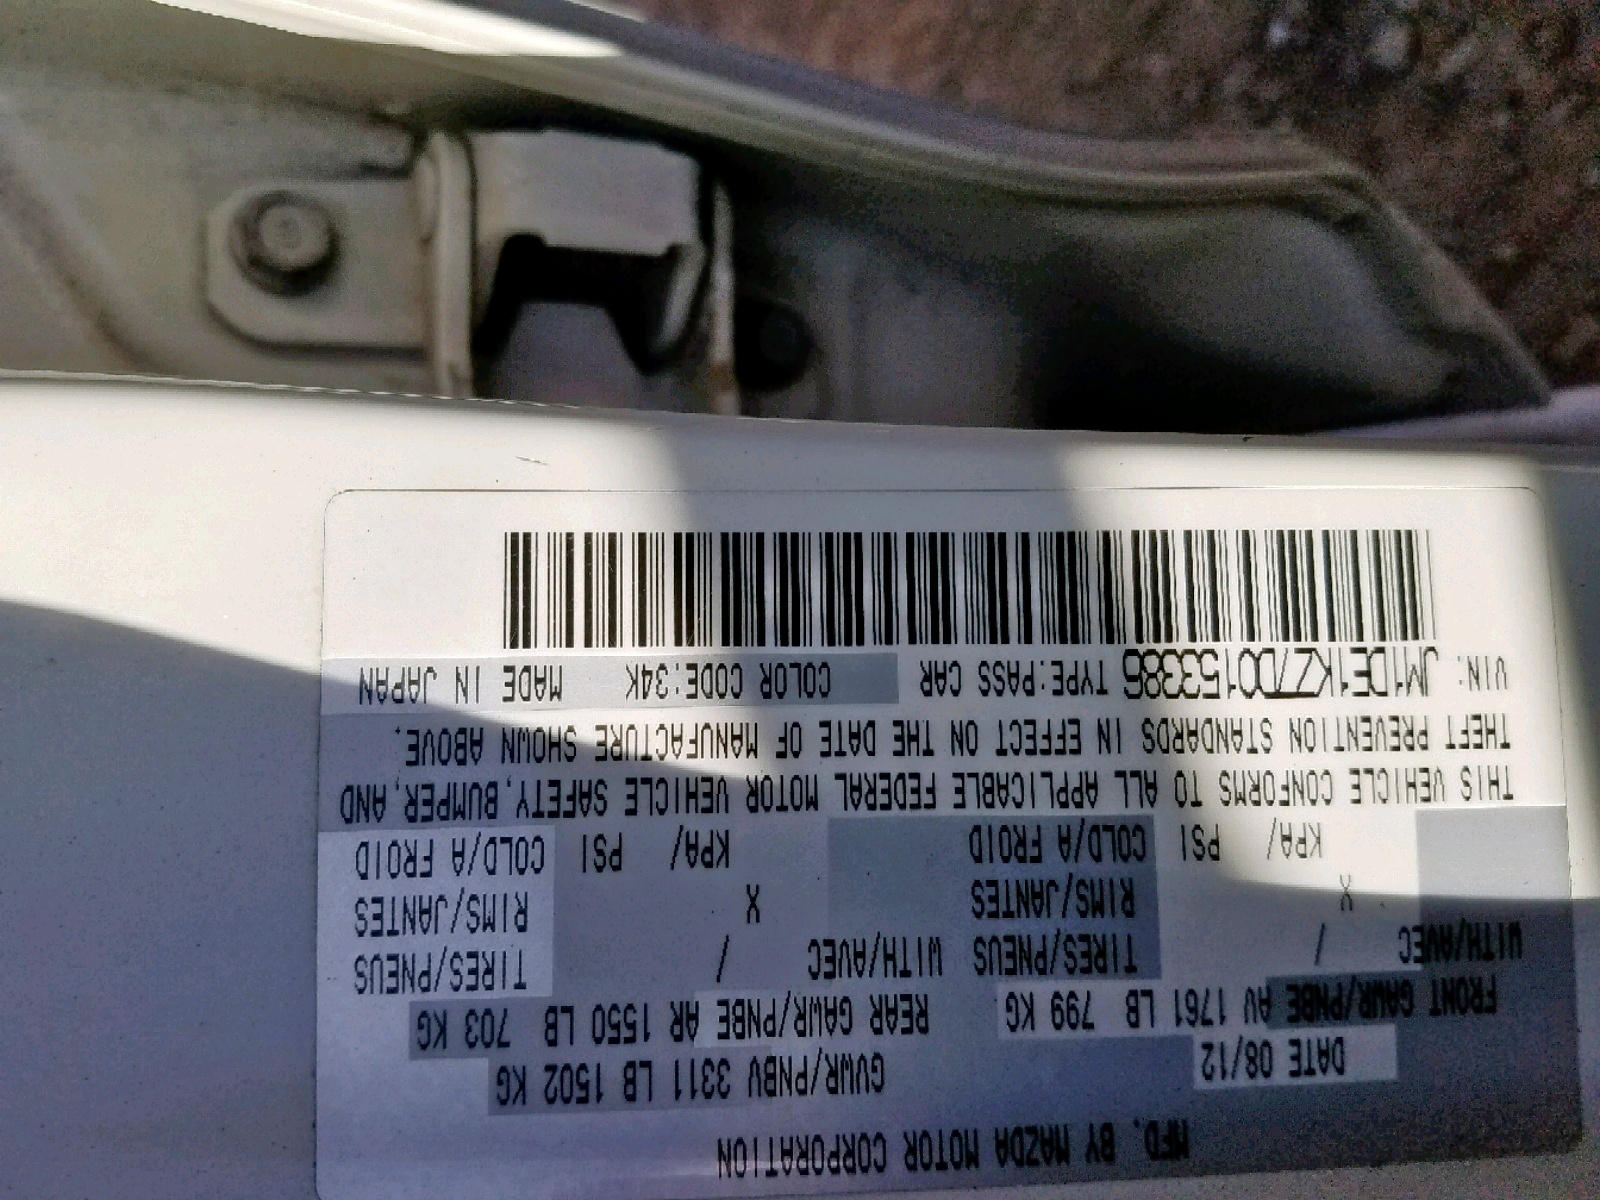 MFD. BY MAZDA MOTOR CORPORATION
DATE 08/12 GVWR/PNBV 3311 LB 1502 KG
FRONT GAWR/PNBE AV 1761 LB 799 KG REAR GAWR/PNBE AR 1550 LB 703 KG
WITH/AVEC / TIRES/PNEUS WITH/AVEC / TIRES/PNEUS
X RIMS/JANTES X RIMS/JANTES
KPA/ PSI COLD/A FROID KPA/ PSI COLD/A FROID
THIS VEHICLE CONFORMS TO ALL APPLICABLE FEDERAL MOTOR VEHICLE SAFETY, BUMPER, AND
THEFT PREVENTION STANDARDS IN EFFECT ON THE DATE OF MANUFACTURE SHOWN ABOVE.
VIN: JM1DE1KZ7D0153386 TYPE:PASS CAR COLOR CODE:34K MADE IN JAPAN